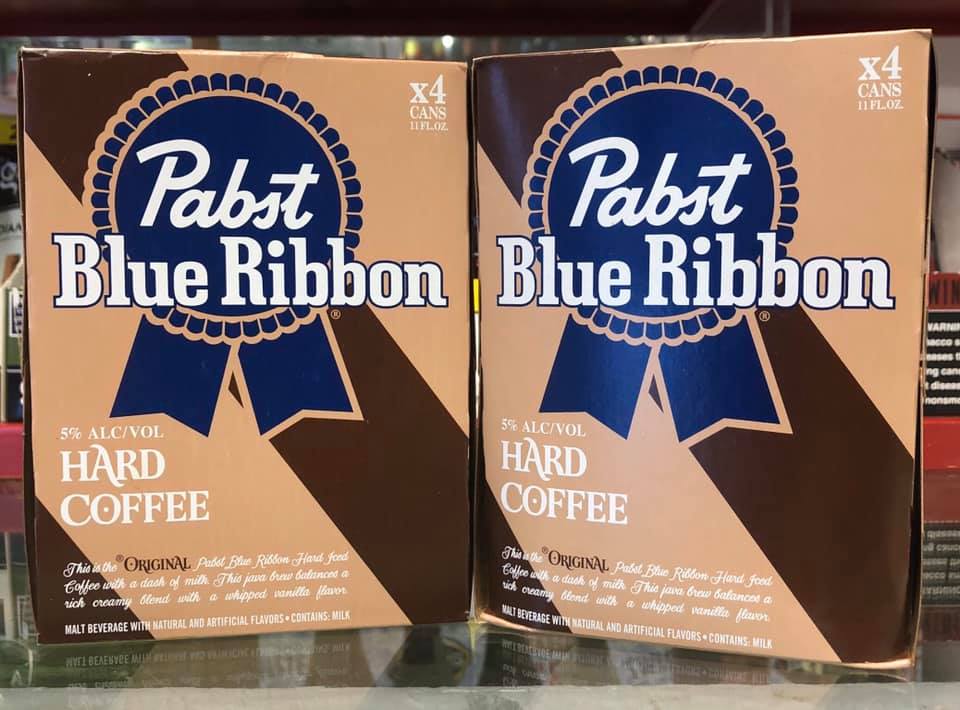 x4
CANS
11 FL.OZ.
Pabst
Blue Ribbon
®
5% ALC/VOL
HARD
COFFEE
This is the ®ORIGINAL Pabst Blue Ribbon Hard Iced
Coffee with a dash of milk. This java brew balances a
rich creamy blend with a whipped vanilla flavor.
MALT BEVERAGE WITH NATURAL AND ARTIFICIAL FLAVORS • CONTAINS: MILK
x4
CANS
11 FL.OZ.
Pabst
Blue Ribbon
®
5% ALC/VOL
HARD
COFFEE
This is the ®ORIGINAL Pabst Blue Ribbon Hard Iced
Coffee with a dash of milk. This java brew balances a
rich creamy blend with a whipped vanilla flavor.
MALT BEVERAGE WITH NATURAL AND ARTIFICIAL FLAVORS • CONTAINS: MILK